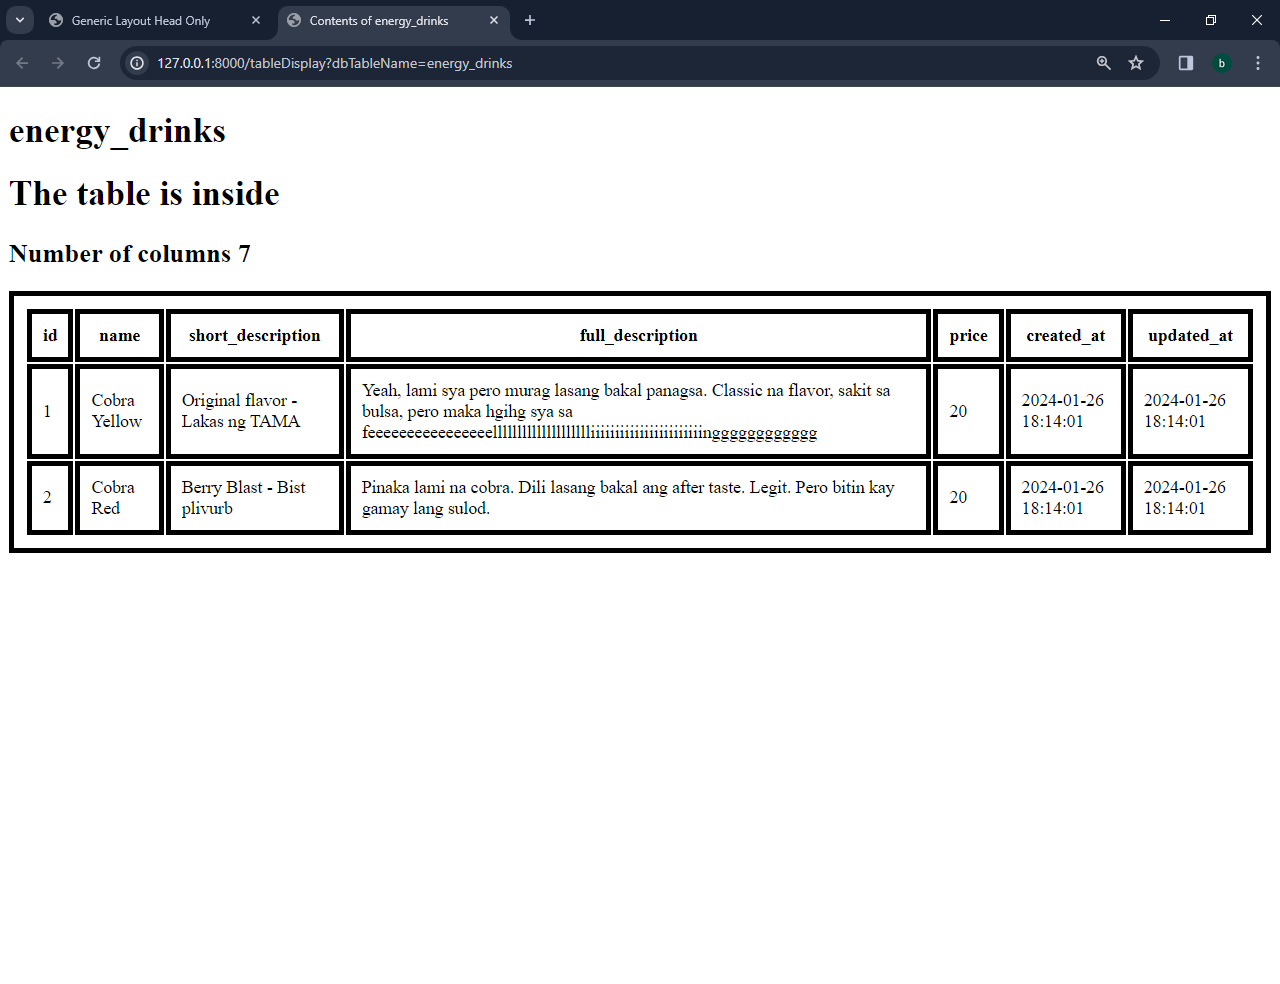 Generic Layout Head Only
Contents of energy_drinks
127.0.0.1:8000/tableDisplay?dbTableName=energy_drinks
b
energy_drinks
The table is inside
Number of columns 7
id name short_description full_description price created_at updated_at
1 Cobra Yellow Original flavor - Lakas ng TAMA Yeah, lami sya pero murag lasang bakal panagsa. Classic na flavor, sakit sa bulsa, pero maka hgihg sya sa feeeeeeeeeeeeeeeellllllllllllllllllllliiiiiiiiiiiiiiiiiiiiiiinggggggggggggg 20 2024-01-26 18:14:01 2024-01-26 18:14:01
2 Cobra Red Berry Blast - Bist plivurb Pinaka lami na cobra. Dili lasang bakal ang after taste. Legit. Pero bitin kay gamay lang sulod. 20 2024-01-26 18:14:01 2024-01-26 18:14:01